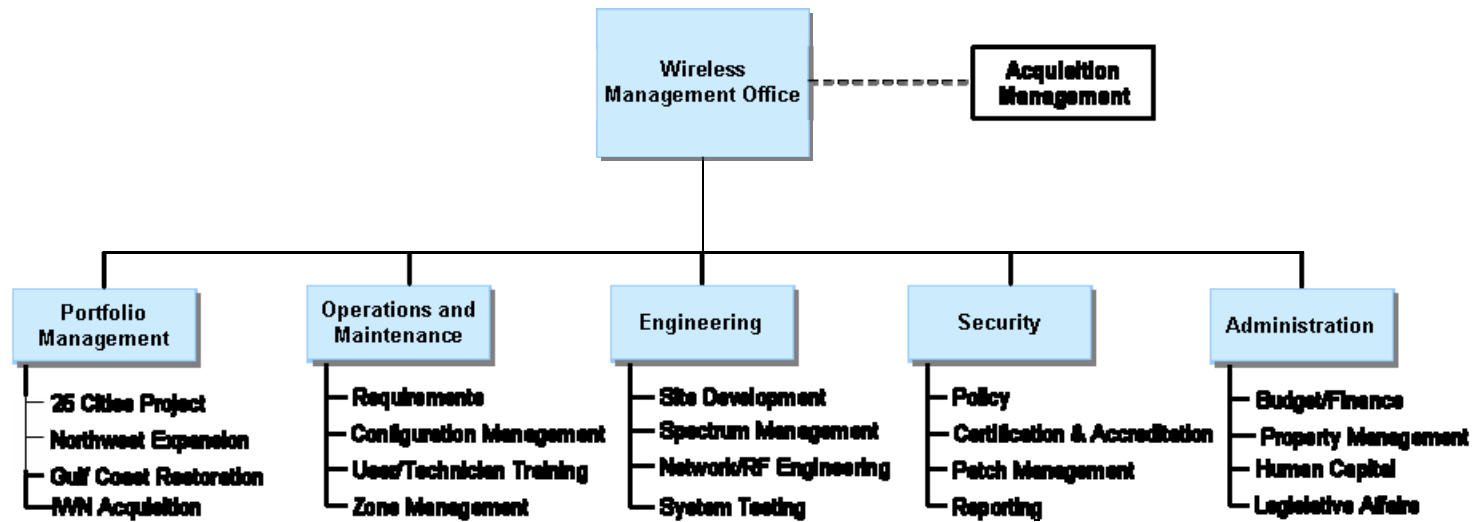 Wireless
Management Office
Acquisition
Management
Portfolio
Management
25 Cities Project
Northwest Expansion
Gulf Coast Restoration
IWN Acquisition
Operations and
Maintenance
Requirements
Configuration Management
User/Technician Training
Zone Management
Engineering
Site Development
Spectrum Management
Network/RF Engineering
System Testing
Security
Policy
Certification & Accreditation
Patch Management
Reporting
Administration
Budget/Finance
Property Management
Human Capital
Legislative Affairs